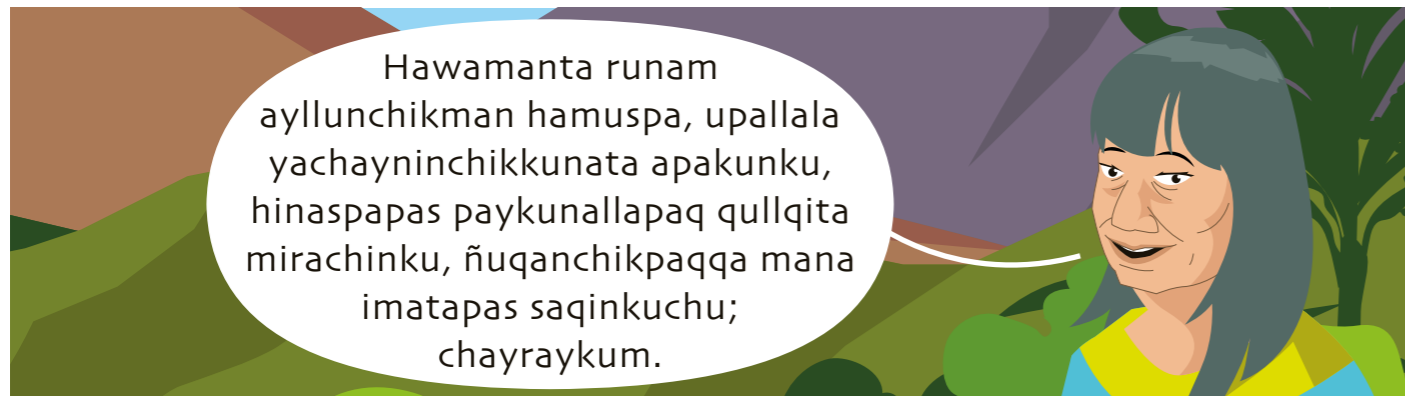 Hawamanta runam
ayllunchikman hamuspa, upallala
yachayninchikkunata apakunku,
hinaspapas paykunallapaq qullqita
mirachinku, ñuqanchikpaqqa mana
imatapas saqinkuchu;
chayraykum.